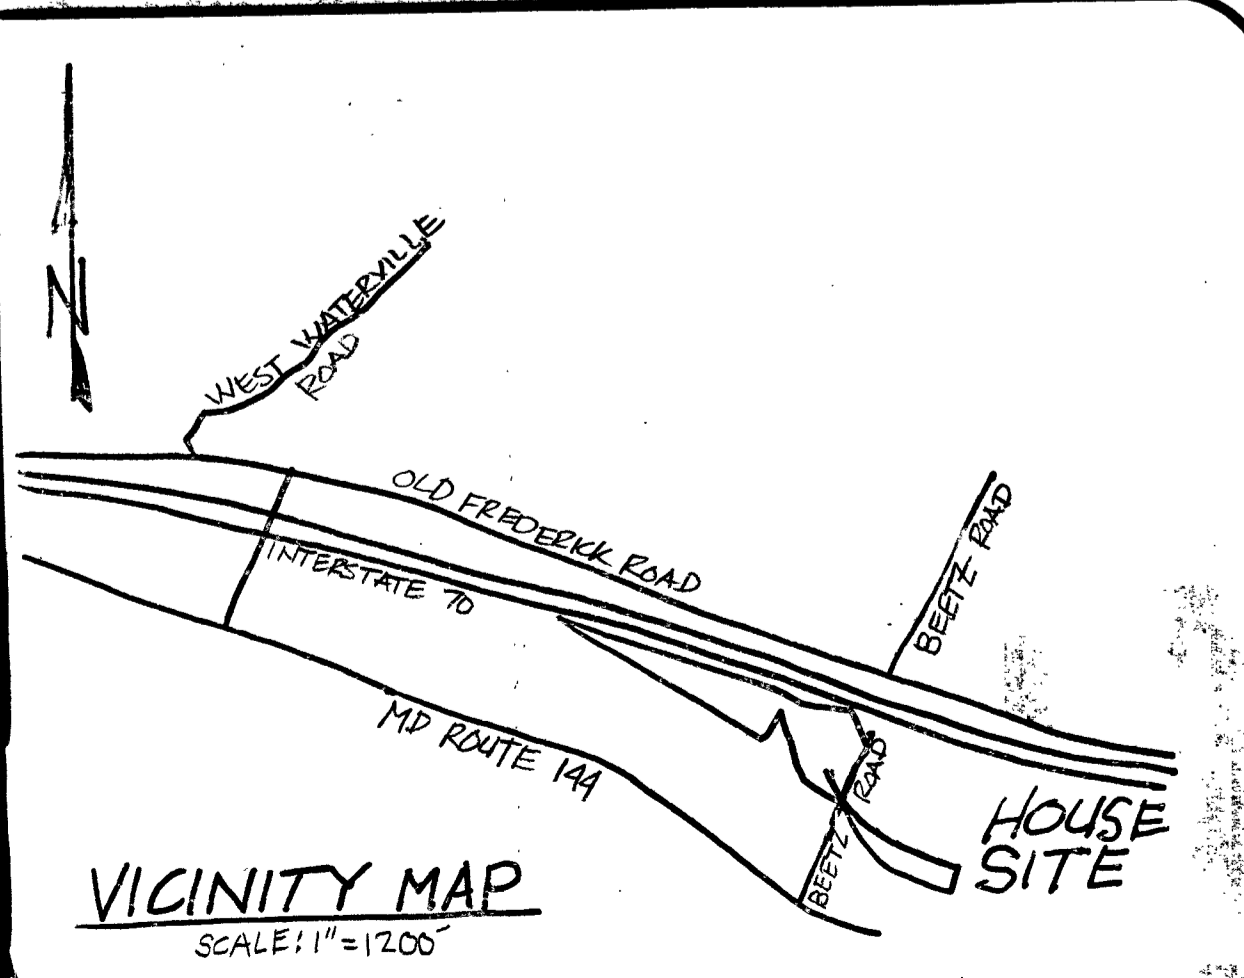 N
WEST WATERVILLE
ROAD
OLD FREDERICK ROAD
INTERSTATE 70
BEETZ ROAD
MD ROUTE 144
BEETZ ROAD
HOUSE
SITE
VICINITY MAP
SCALE: 1"=1200'